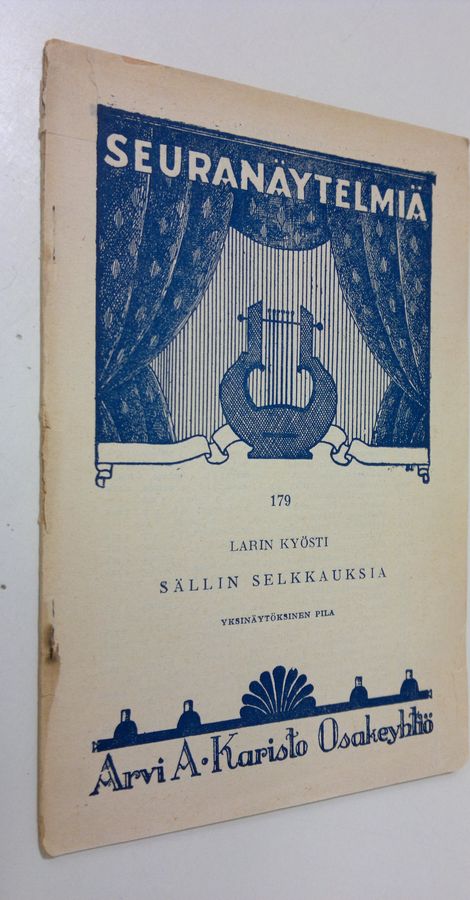 SEURANÄYTELMIÄ
179
LARIN KYÖSTI
SÄLLIN SELKKAUKSIA
YKSINÄYTÖKSINEN PILA
Arvi A. Karisto Osakeyhtiö